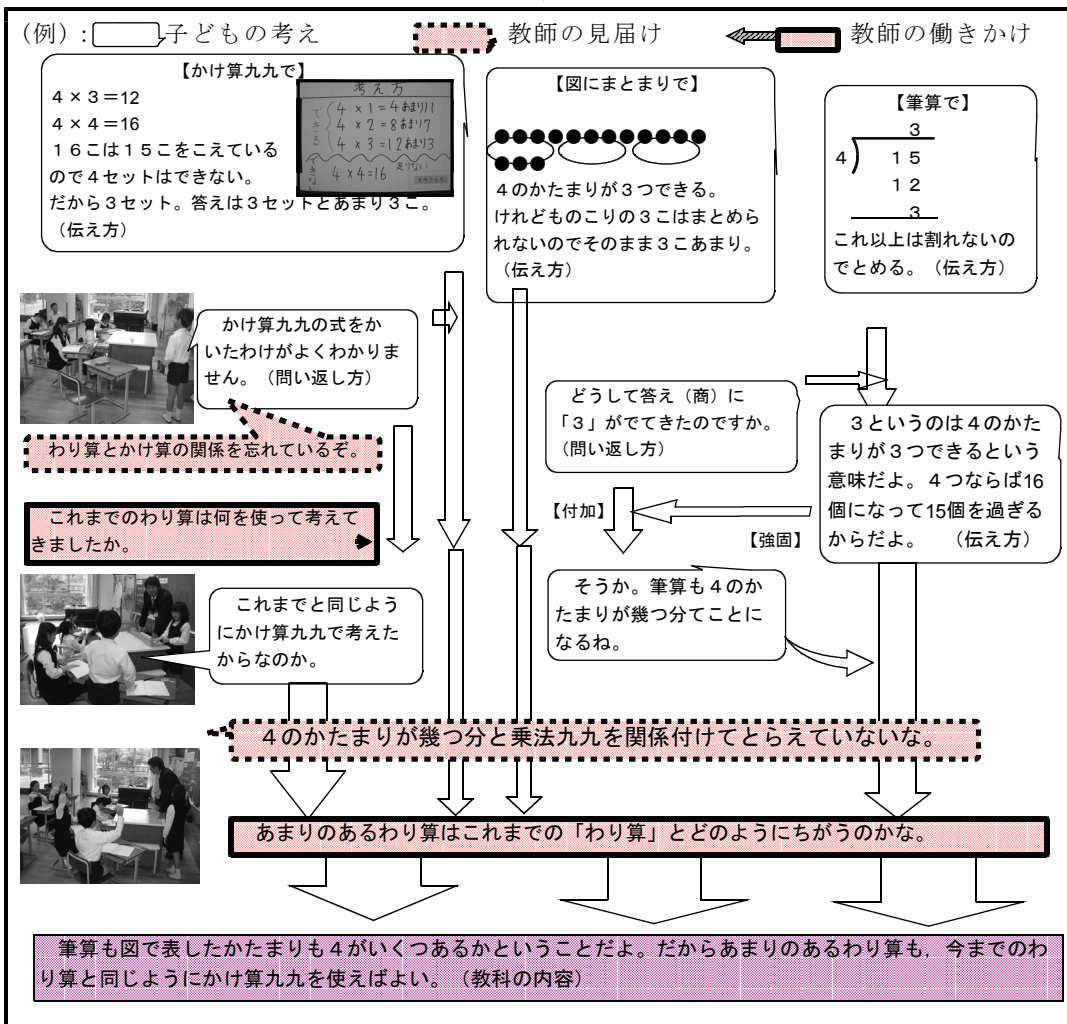 (例):子どもの考え 教師の見届け 教師の働きかけ
【かけ算九九で】
4×3=12
4×4=16
16こは15こをこえている
ので4セットはできない。
だから3セット。答えは3セットとあまり3こ。
(伝え方)
考え方
できる
4×1=4あまり11
4×2=8あまり7
4×3=12あまり3
4×4=16 足りない
【図にまとまりで】
4のかたまりが3つできる。
けれどものこりの3こはまとめら
れないのでそのまま3こあまり。
(伝え方)
【筆算で】
3
4)15
12
3
これ以上は割れないの
でとめる。(伝え方)
かけ算九九の式をか
いたわけがよくわかりま
せん。(問い返し方)
わり算とかけ算の関係を忘れているぞ。
これまでのわり算は何を使って考えて
きましたか。
これまでと同じよう
にかけ算九九で考えた
からなのか。
どうして答え(商)に
「3」がでてきたのですか。
(問い返し方)
3というのは4のかた
まりが3つできるという
意味だよ。4つならば16
個になって15個を過ぎる
からだよ。 (伝え方)
【付加】
【強固】
そうか。筆算も4のか
たまりが幾つ分てことに
なるね。
4のかたまりが幾つ分と乗法九九を関係付けてとらえていないな。
あまりのあるわり算はこれまでの「わり算」とどのようにちがうのかな。
筆算も図で表したかたまりも4がいくつあるかということだよ。だからあまりのあるわり算も,今までのわ
り算と同じようにかけ算九九を使えばよい。(教科の内容)